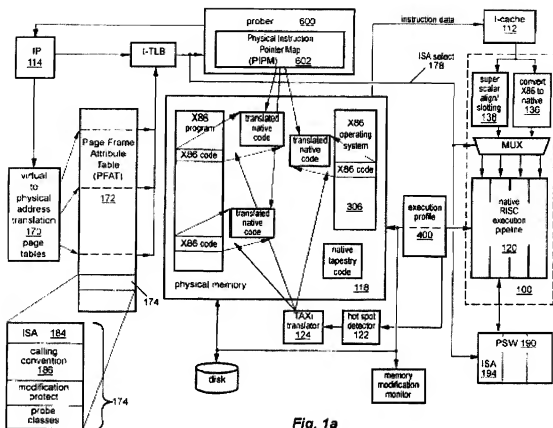 prober 600
Physical Instruction
Pointer Map
(PIPM) 602
IP
114
I-TLB
instruction data
I-cache
112
ISA select
178
super
scalar align/
slotting
138
convert
X86 to
native
136
MUX
Page Frame
Attribute
Table
(PFAT)
172
virtual
to
physical
address
translation
170
page
tables
174
X86
program
X86 code
translated
native
code
translated
native
code
X86
operating
system
X86 code
306
translated
native
code
X86 code
native
tapestry
code
physical memory
118
execution
profile
400
native
RISC
execution
pipeline
120
100
TAXi
translator
124
hot spot
detector
122
PSW 190
ISA
194
disk
memory
modification
monitor
ISA 184
calling
convention
186
modification
protect
probe
classes
174
Fig. 1a